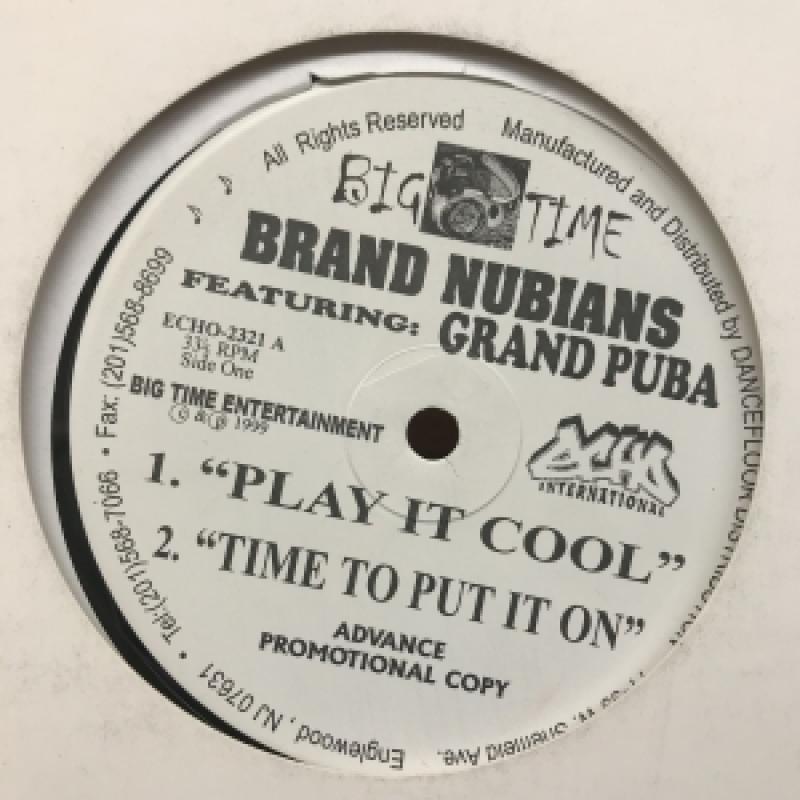 All Rights Reserved
Manufactured and Distributed by DANCEFLOOR DISTRIBUTION
BIG TIME
BRAND NUBIANS
FEATURING: GRAND PUBA
ECHO-2321 A
33⅓ RPM
Side One
BIG TIME ENTERTAINMENT
© & ℗ 1999
ECHO
INTERNATIONAL
1. “PLAY IT COOL”
2. “TIME TO PUT IT ON”
ADVANCE
PROMOTIONAL COPY
W. Sheffield Ave.
Englewood, NJ 07631 • Tel:(201)568-7066 • Fax: (201)568-8699